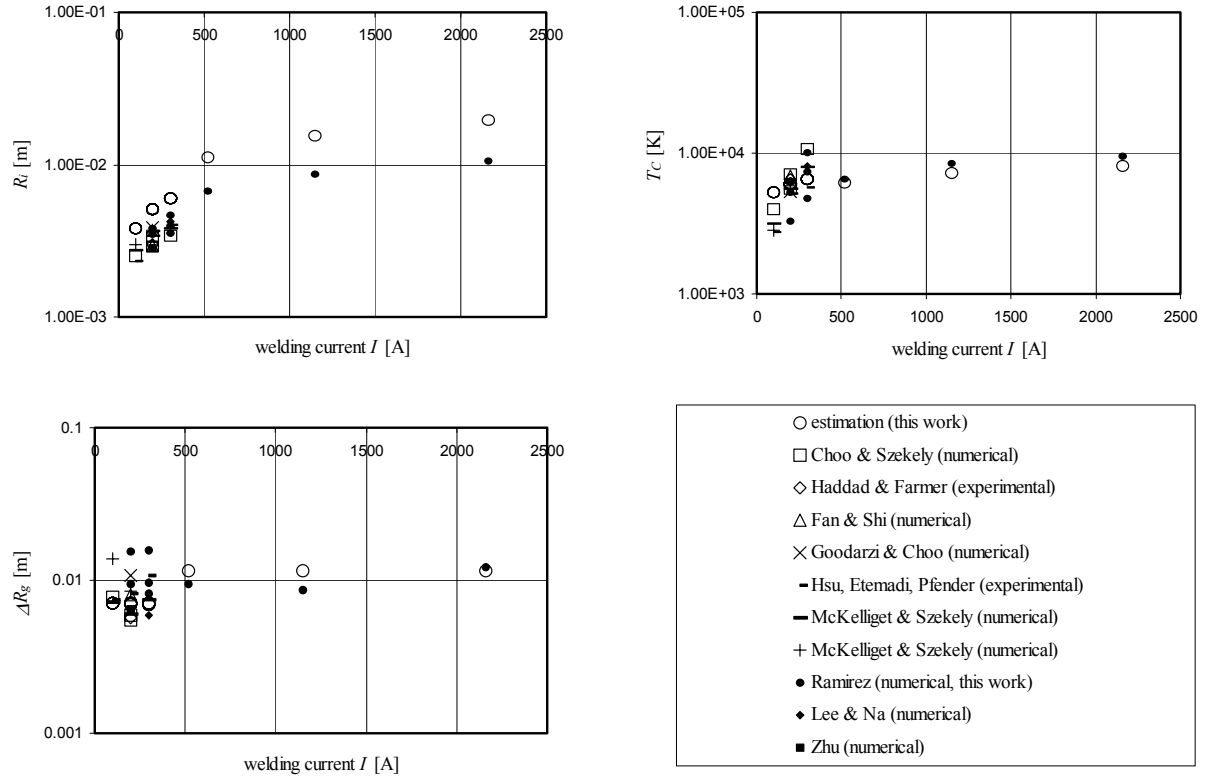 1.00E-01
0 500 1000 1500 2000 2500
1.00E-02
1.00E-03
R_i [m]
welding current I [A]
1.00E+05
1.00E+04
1.00E+03
T_C [K]
0 500 1000 1500 2000 2500
welding current I [A]
0.1
0 500 1000 1500 2000 2500
0.01
0.001
ΔR_g [m]
welding current I [A]
estimation (this work)
Choo & Szekely (numerical)
Haddad & Farmer (experimental)
Fan & Shi (numerical)
Goodarzi & Choo (numerical)
Hsu, Etemadi, Pfender (experimental)
McKelliget & Szekely (numerical)
McKelliget & Szekely (numerical)
Ramirez (numerical, this work)
Lee & Na (numerical)
Zhu (numerical)